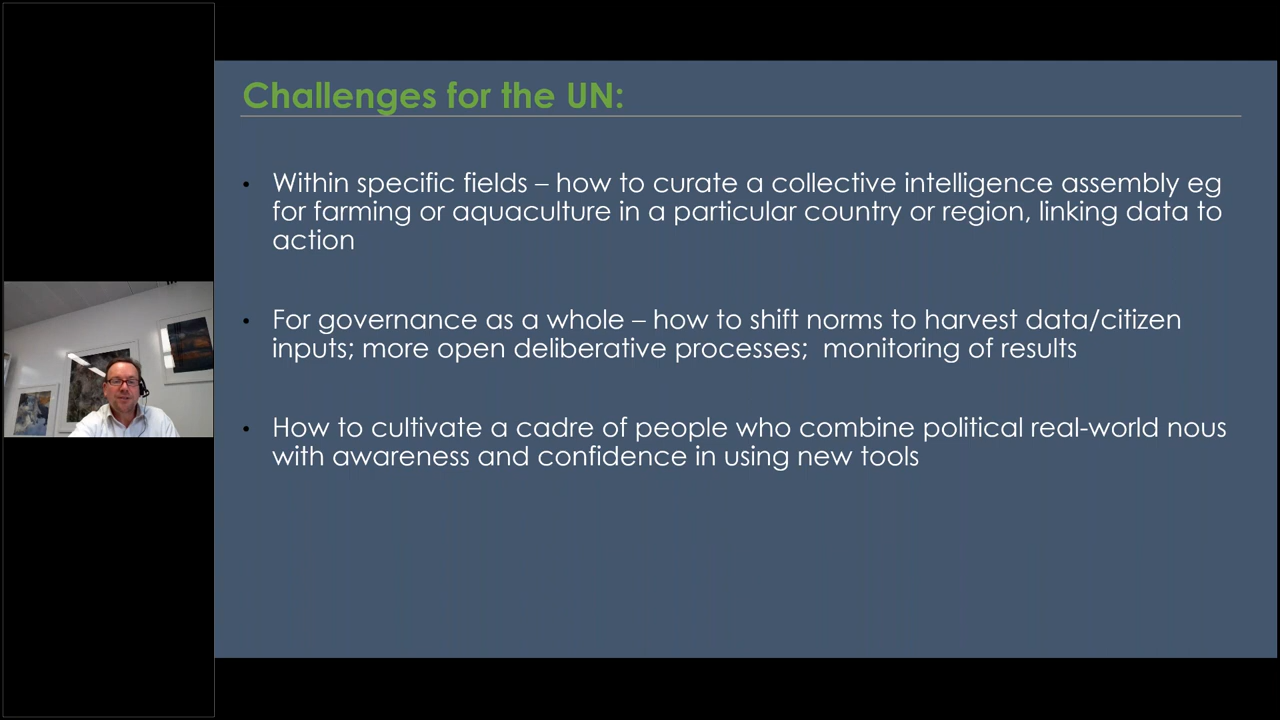 Challenges for the UN:
• Within specific fields – how to curate a collective intelligence assembly eg
for farming or aquaculture in a particular country or region, linking data to
action
• For governance as a whole – how to shift norms to harvest data/citizen
inputs; more open deliberative processes;  monitoring of results
• How to cultivate a cadre of people who combine political real-world nous
with awareness and confidence in using new tools